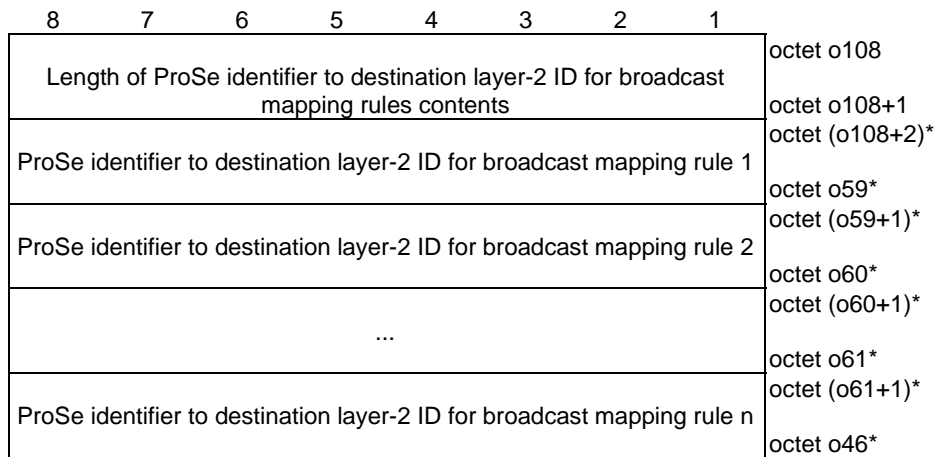 8 7 6 5 4 3 2 1
octet o108
Length of ProSe identifier to destination layer-2 ID for broadcast
mapping rules contents
octet o108+1
octet (o108+2)*
ProSe identifier to destination layer-2 ID for broadcast mapping rule 1
octet o59*
octet (o59+1)*
ProSe identifier to destination layer-2 ID for broadcast mapping rule 2
octet o60*
octet (o60+1)*
...
octet o61*
octet (o61+1)*
ProSe identifier to destination layer-2 ID for broadcast mapping rule n
octet o46*